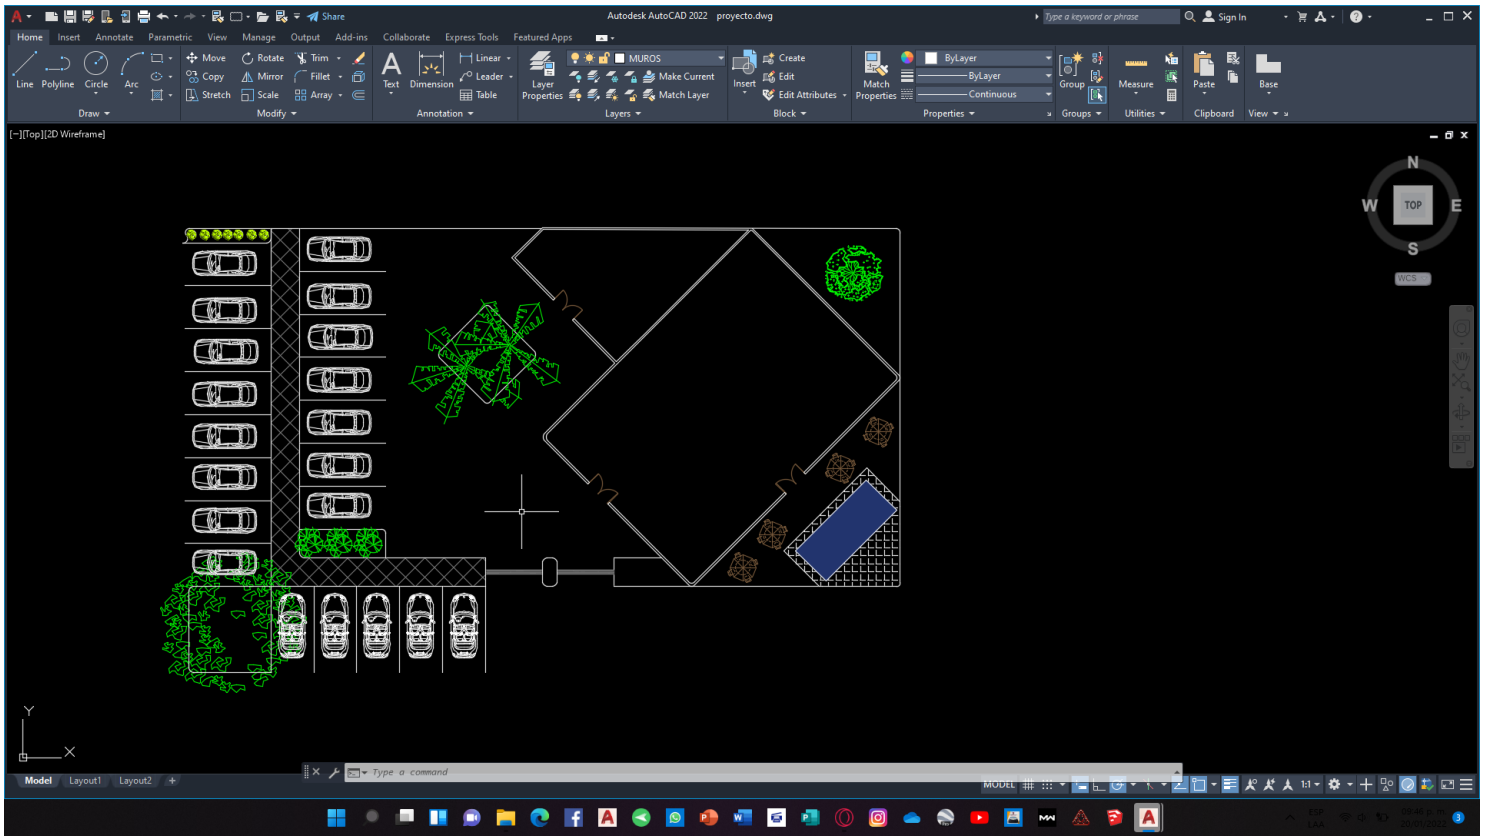 Share
Autodesk AutoCAD 2022 proyecto.dwg
Type a keyword or phrase
Sign In
Home Insert Annotate Parametric View Manage Output Add-ins Collaborate Express Tools Featured Apps
Line Polyline Circle Arc
Draw
Move Rotate Trim
Copy Mirror Fillet
Stretch Scale Array
Modify
Text Dimension
Linear
Leader
Table
Annotation
Layer Properties
MUROS
Make Current
Match Layer
Layers
Insert
Create
Edit
Edit Attributes
Block
Match Properties
ByLayer
ByLayer
Continuous
Properties
Group
Groups
Measure
Utilities
Paste
Clipboard
Base
View
[−][Top][2D Wireframe]
N
W TOP E
S
WCS
Y
X
Type a command
Model Layout1 Layout2 +
MODEL
1:1
ESP
LAA
3